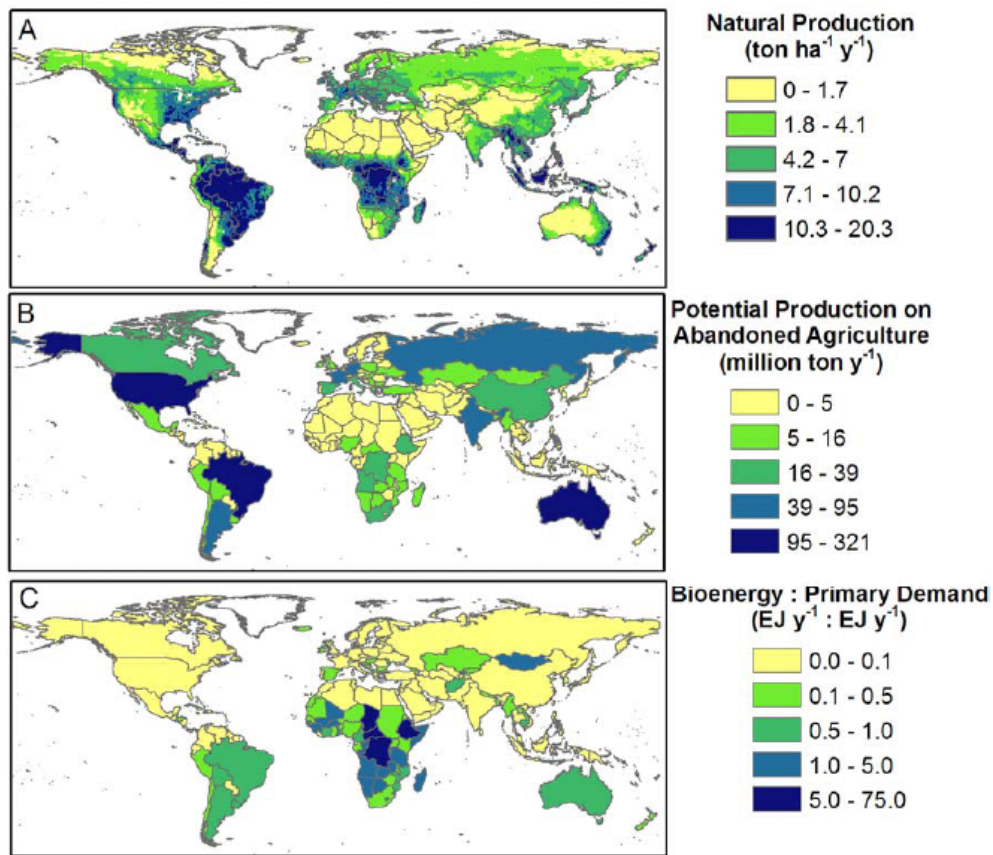 A
Natural Production
(ton ha⁻¹ y⁻¹)
0 - 1.7
1.8 - 4.1
4.2 - 7
7.1 - 10.2
10.3 - 20.3
B
Potential Production on
Abandoned Agriculture
(million ton y⁻¹)
0 - 5
5 - 16
16 - 39
39 - 95
95 - 321
C
Bioenergy : Primary Demand
(EJ y⁻¹ : EJ y⁻¹)
0.0 - 0.1
0.1 - 0.5
0.5 - 1.0
1.0 - 5.0
5.0 - 75.0